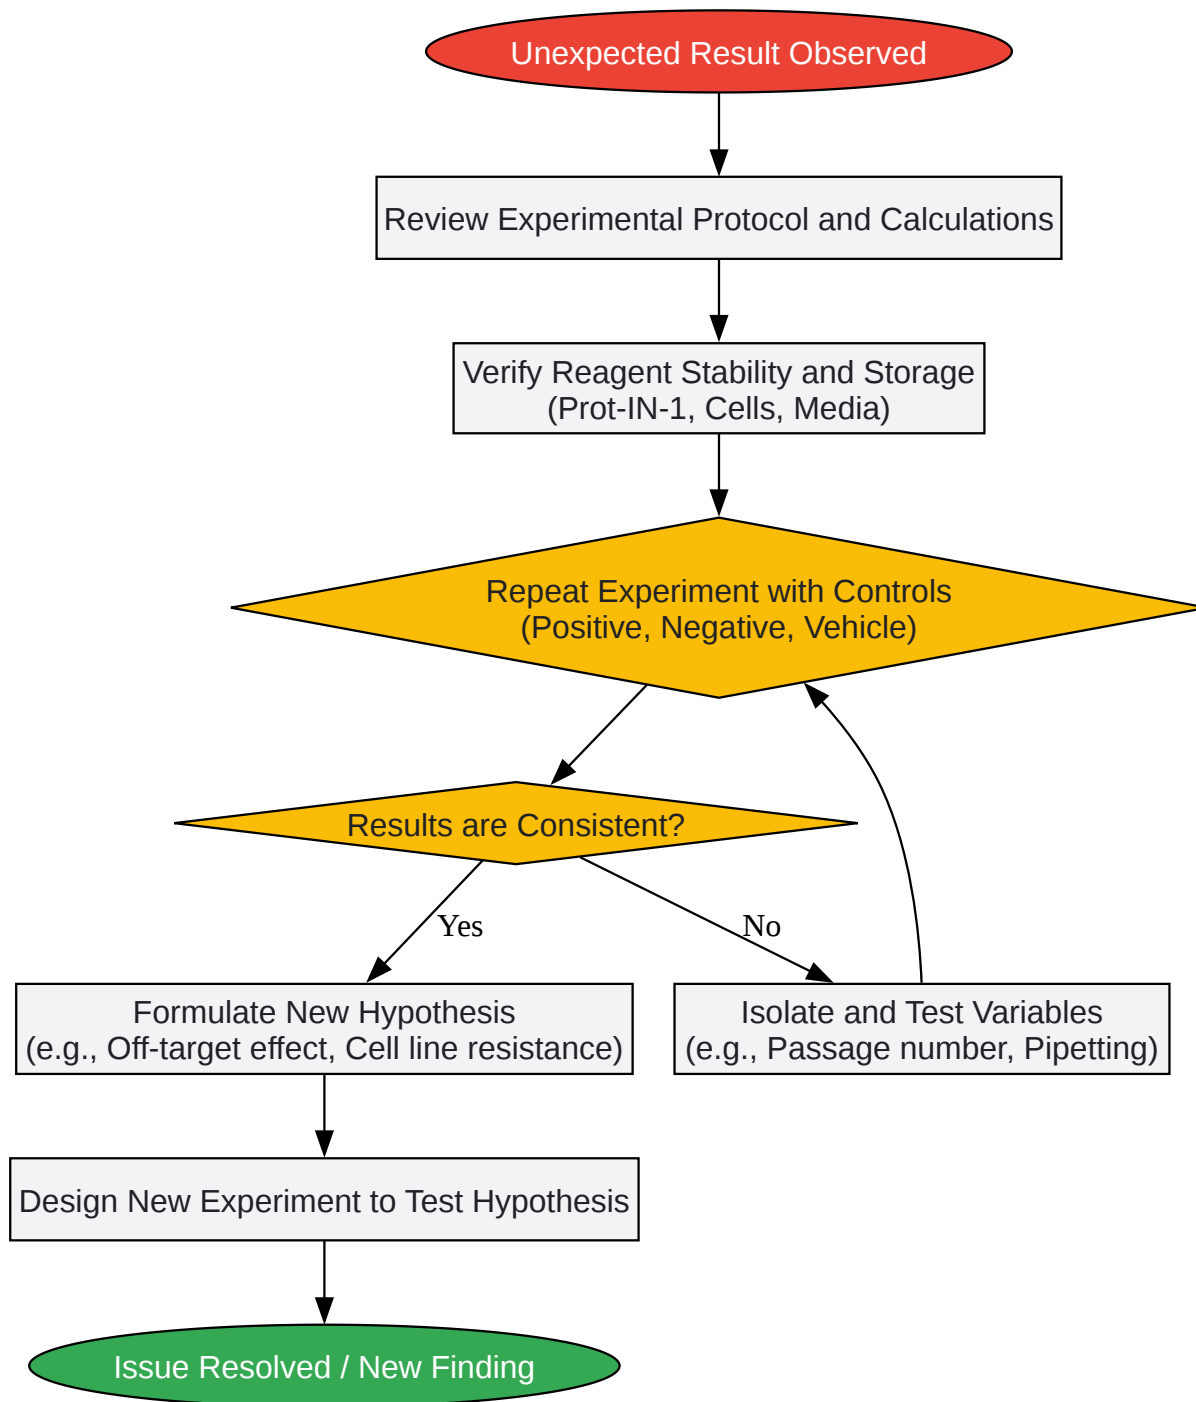 Unexpected Result Observed
Review Experimental Protocol and Calculations
Verify Reagent Stability and Storage
(Prot-IN-1, Cells, Media)
Repeat Experiment with Controls
(Positive, Negative, Vehicle)
Results are Consistent?
Yes
No
Formulate New Hypothesis
(e.g., Off-target effect, Cell line resistance)
Isolate and Test Variables
(e.g., Passage number, Pipetting)
Design New Experiment to Test Hypothesis
Issue Resolved / New Finding